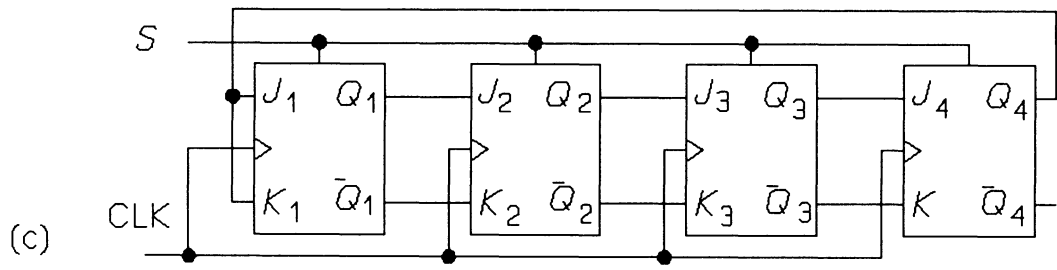 S
J₁ Q₁ J₂ Q₂ J₃ Q₃ J₄ Q₄
K₁ Q̄₁ K₂ Q̄₂ K₃ Q̄₃ K Q̄₄
CLK
(c)